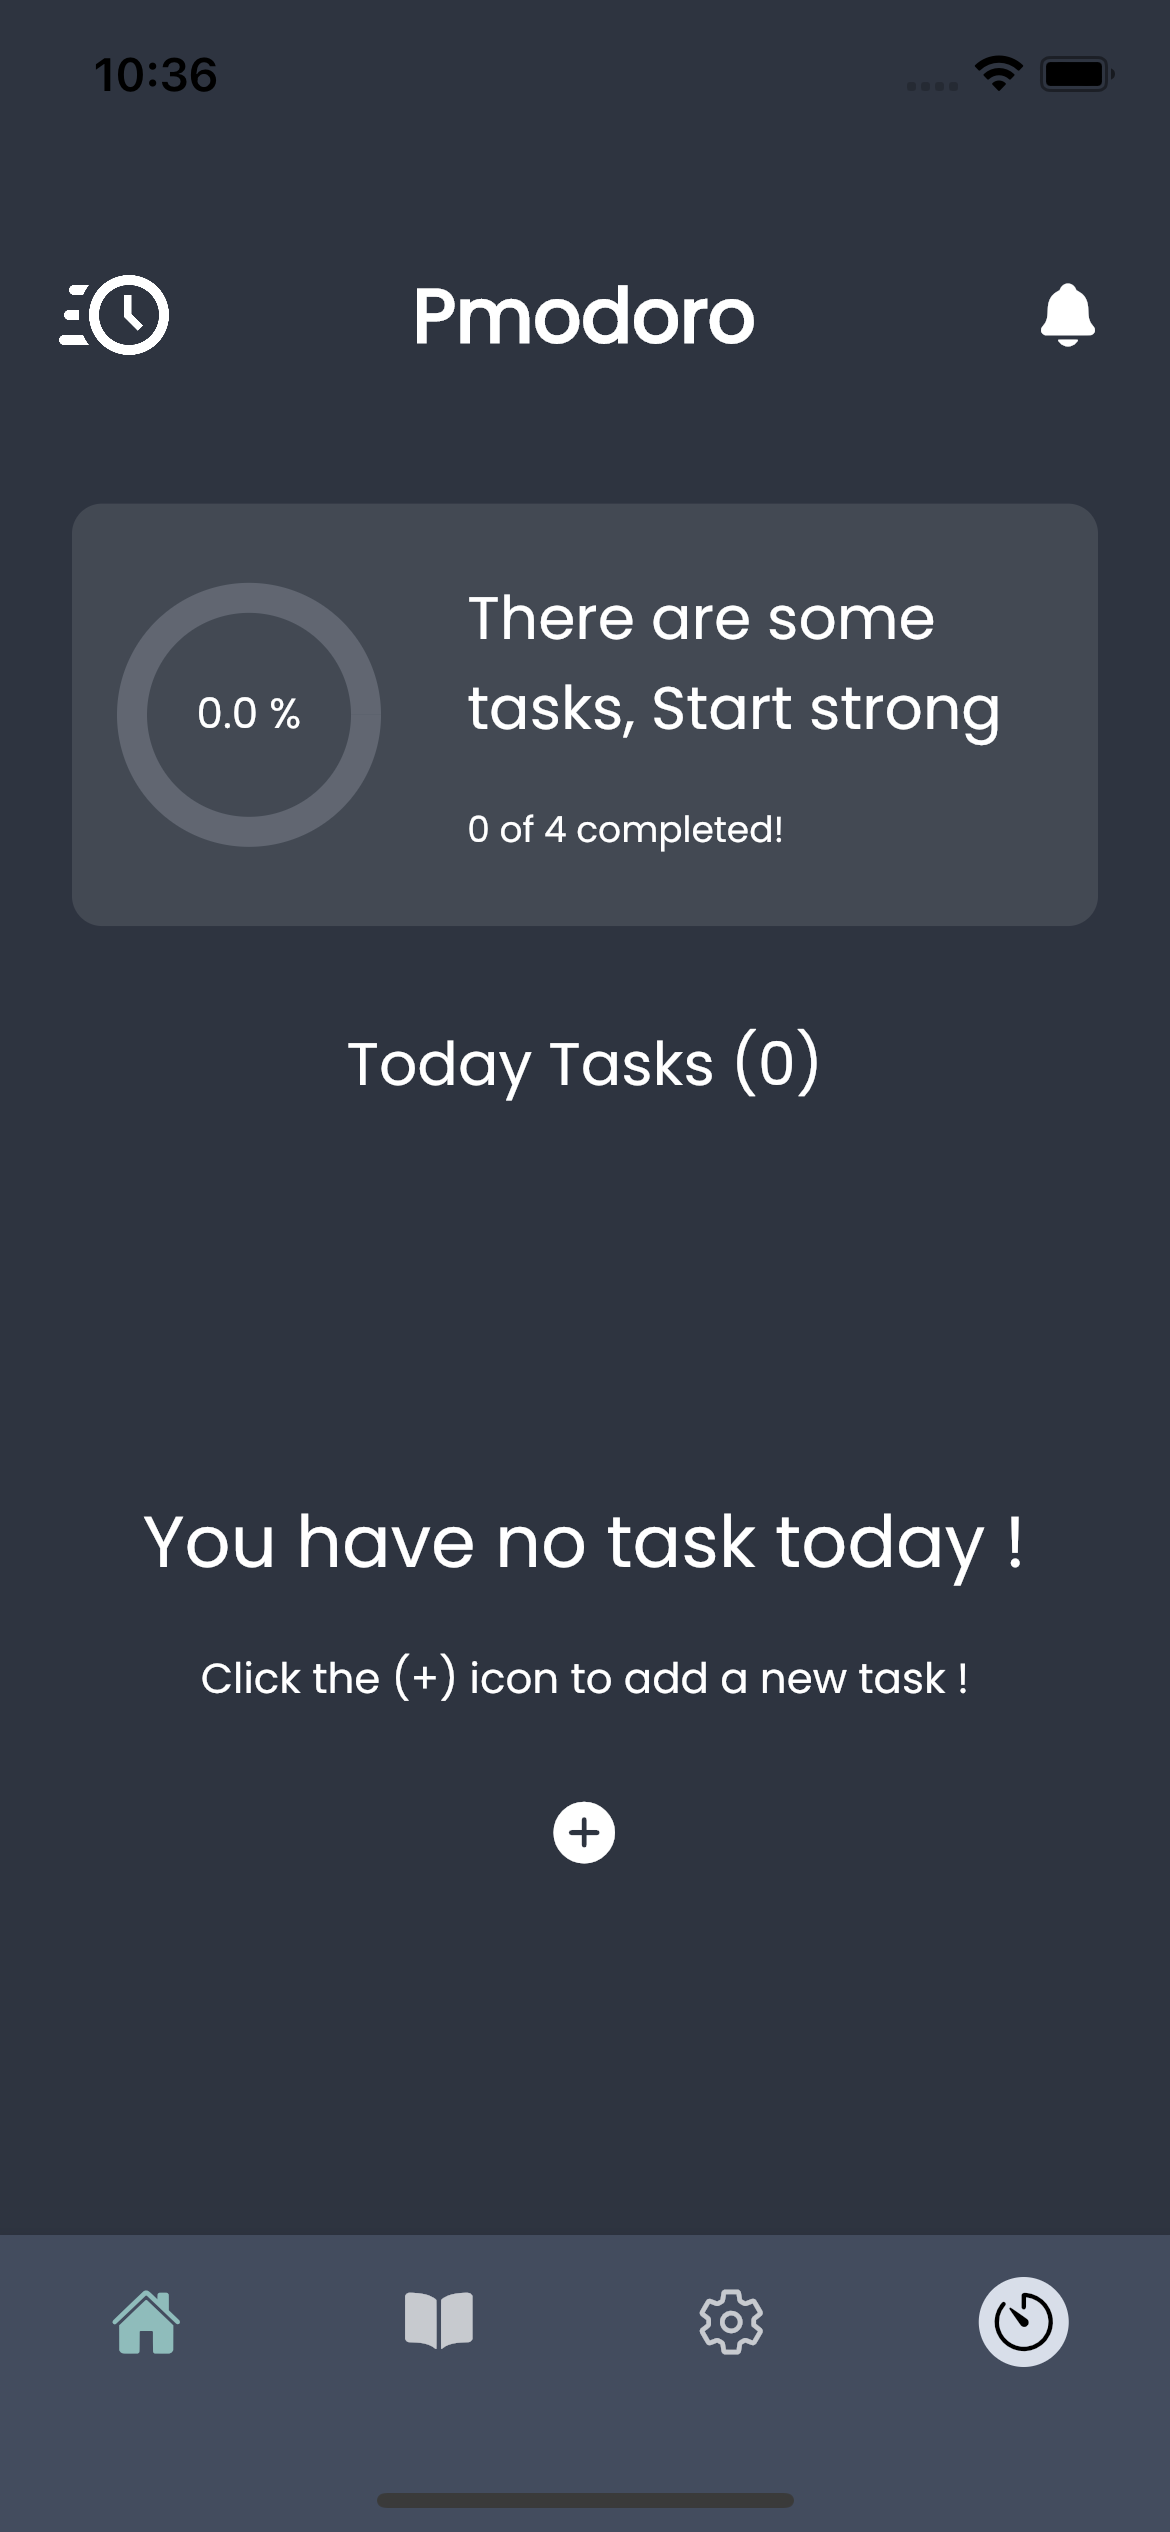 10:36
Pmodoro
There are some
tasks, Start strong
0.0 %
0 of 4 completed!
Today Tasks (0)
You have no task today !
Click the (+) icon to add a new task !